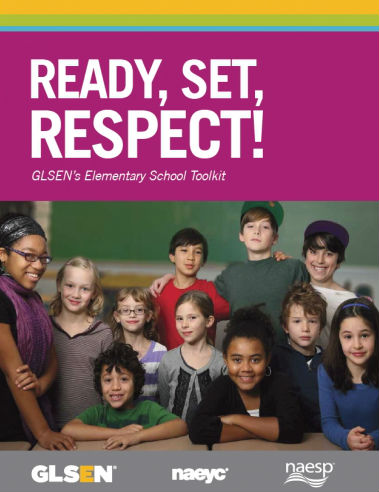 READY, SET,
RESPECT!
GLSEN's Elementary School Toolkit
GLSEN®
naeyc®
naesp®